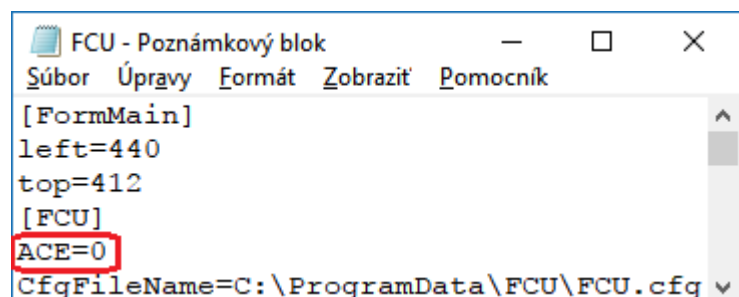 FCU - Poznámkový blok
Súbor Úpravy Formát Zobraziť Pomocník
[FormMain]
left=440
top=412
[FCU]
ACE=0
CfgFileName=C:\ProgramData\FCU\FCU.cfg